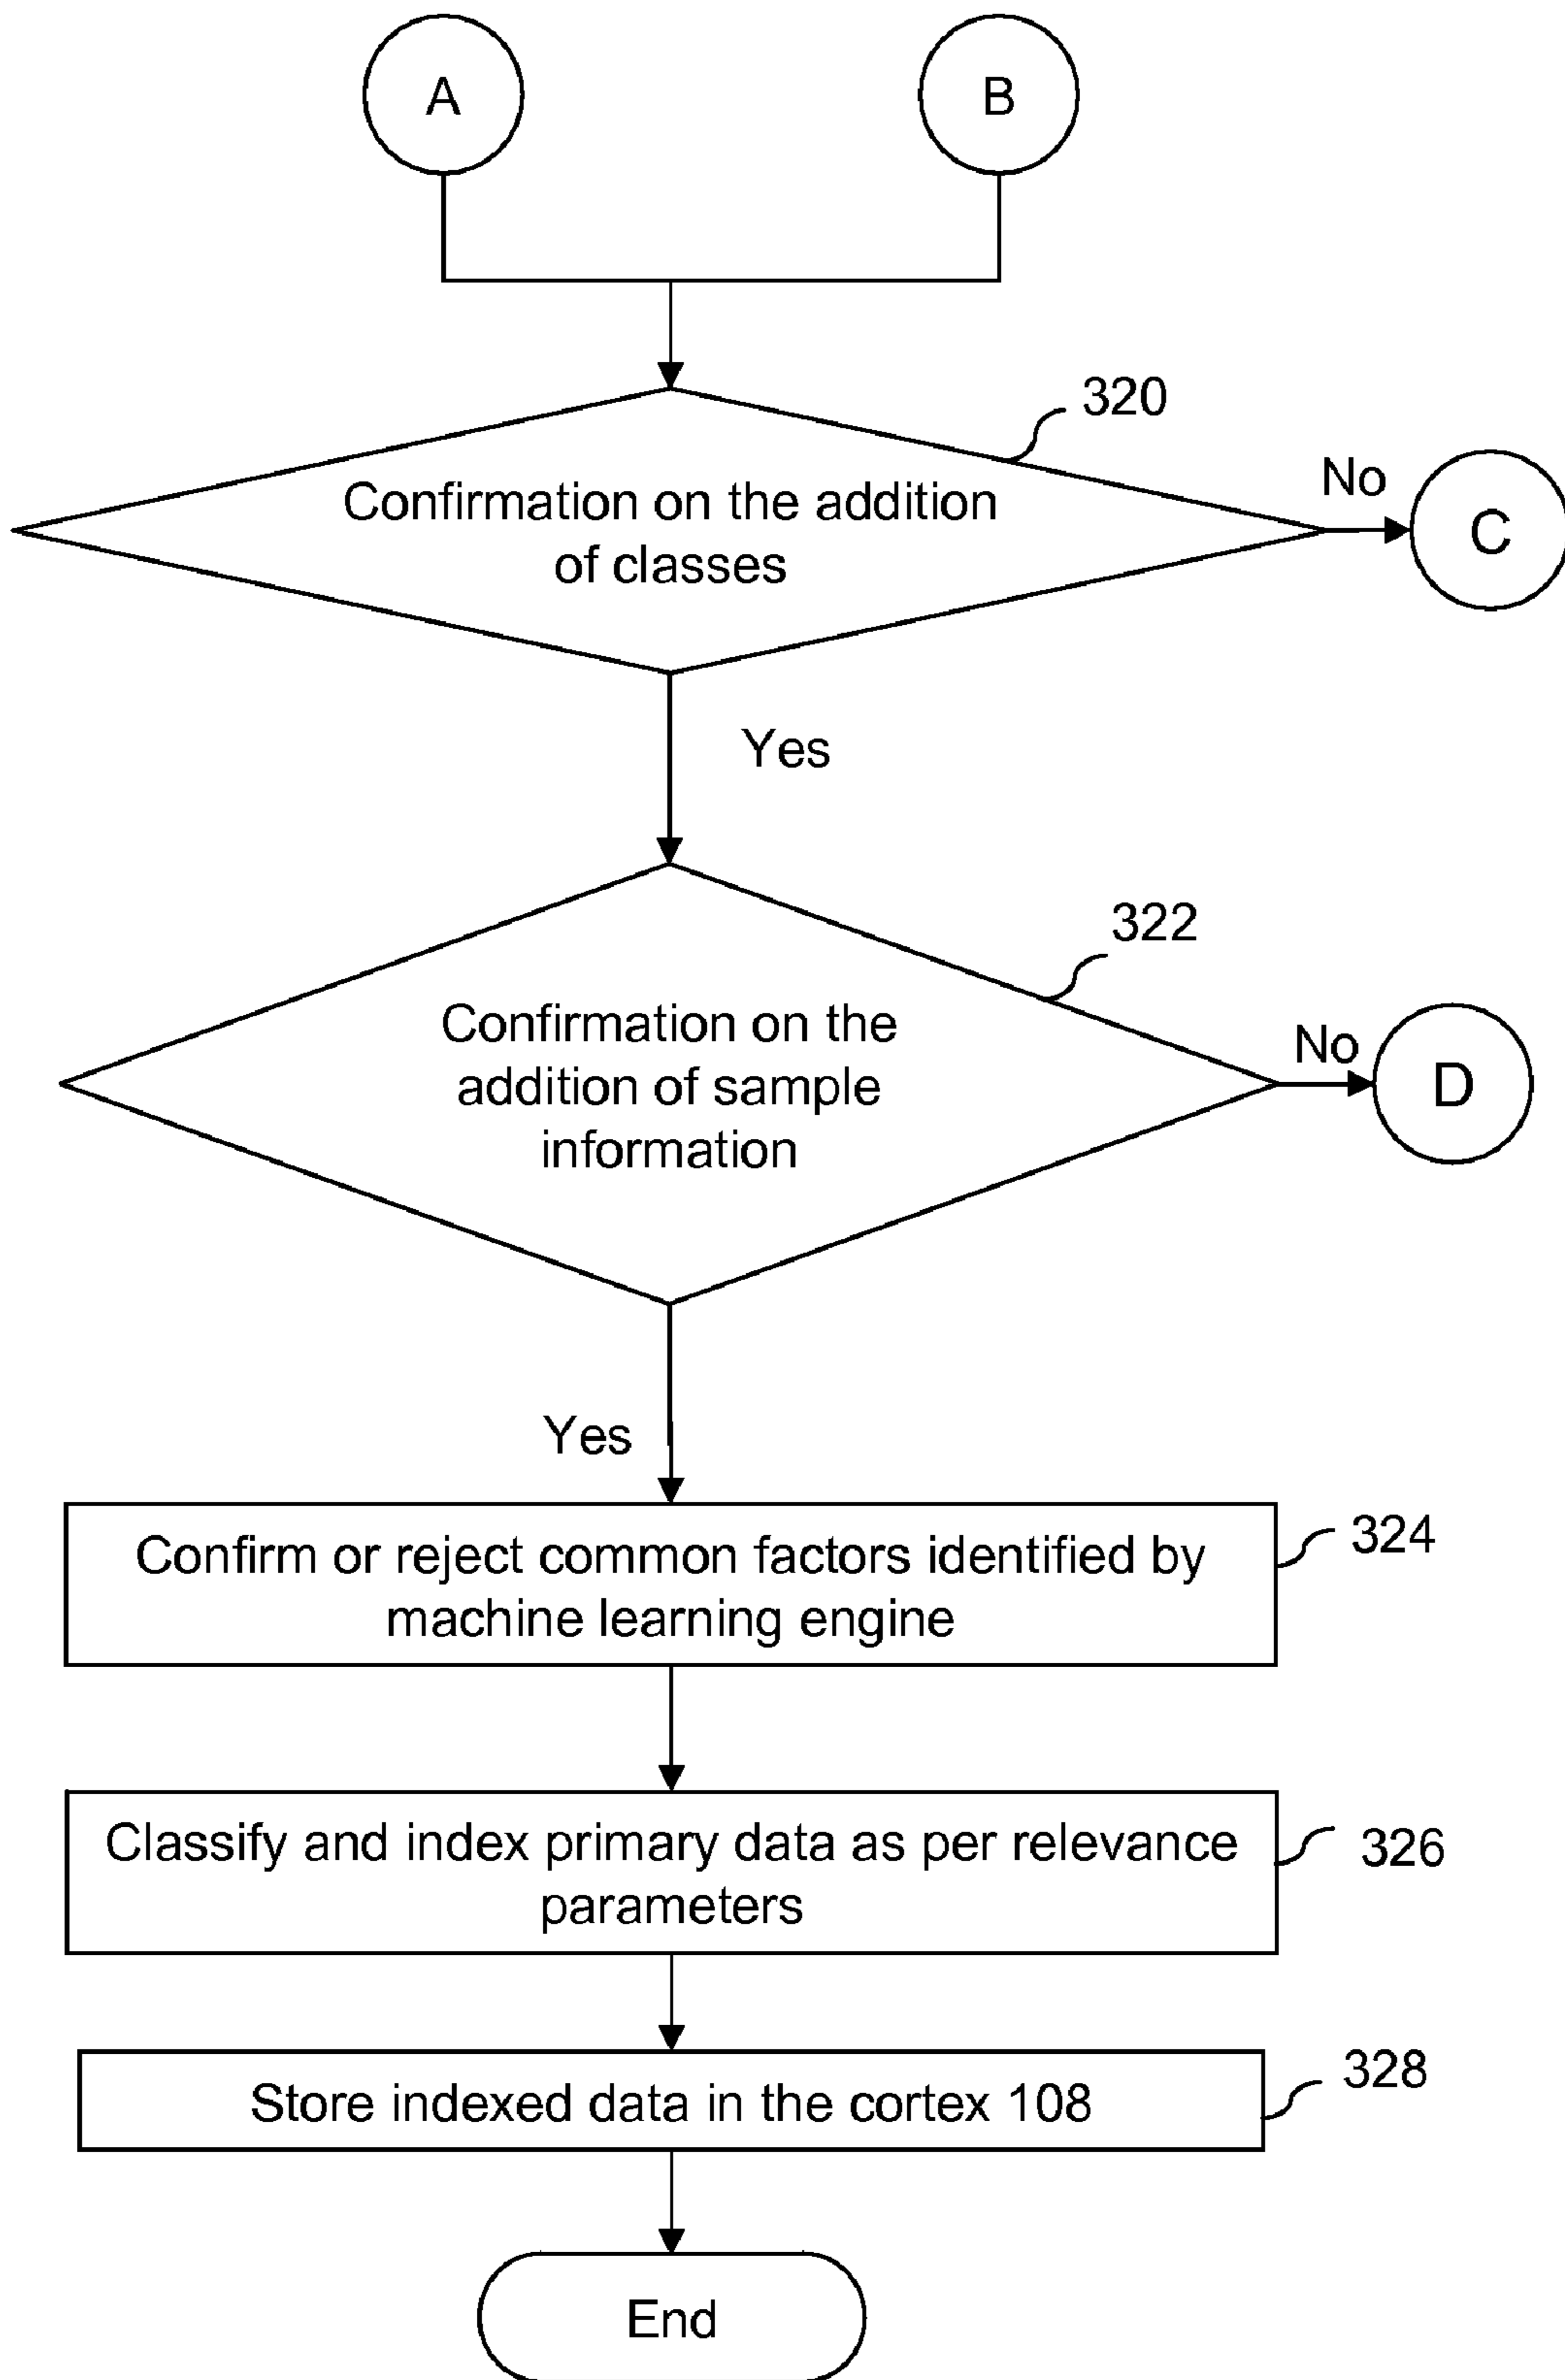 A
B
320
Confirmation on the addition
of classes
No
C
Yes
322
Confirmation on the
addition of sample
information
No
D
Yes
Confirm or reject common factors identified by
machine learning engine
324
Classify and index primary data as per relevance
parameters
326
Store indexed data in the cortex 108
328
End